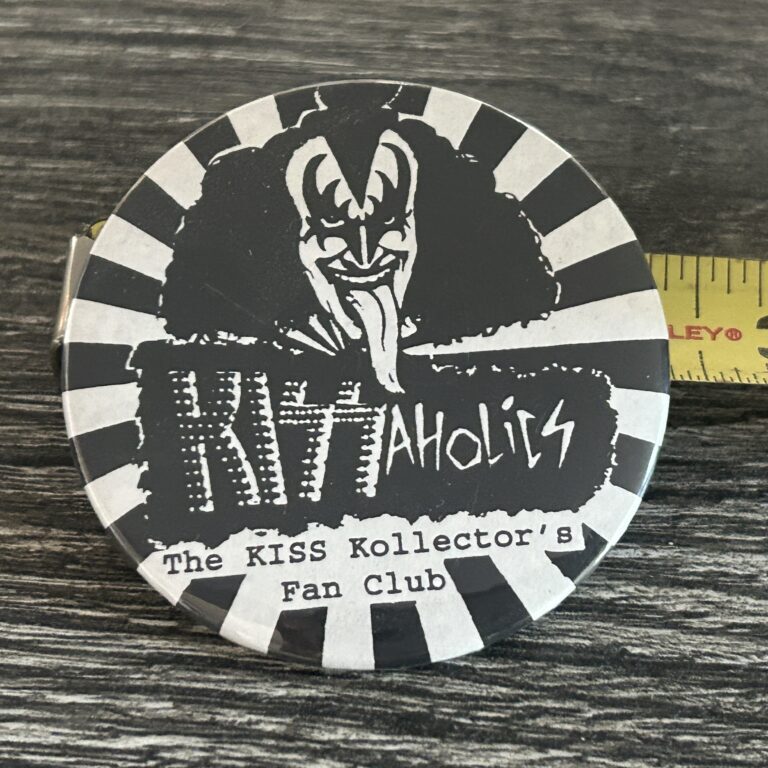 KISSAHOLiCS
The KISS Kollector's
Fan Club
LEY®